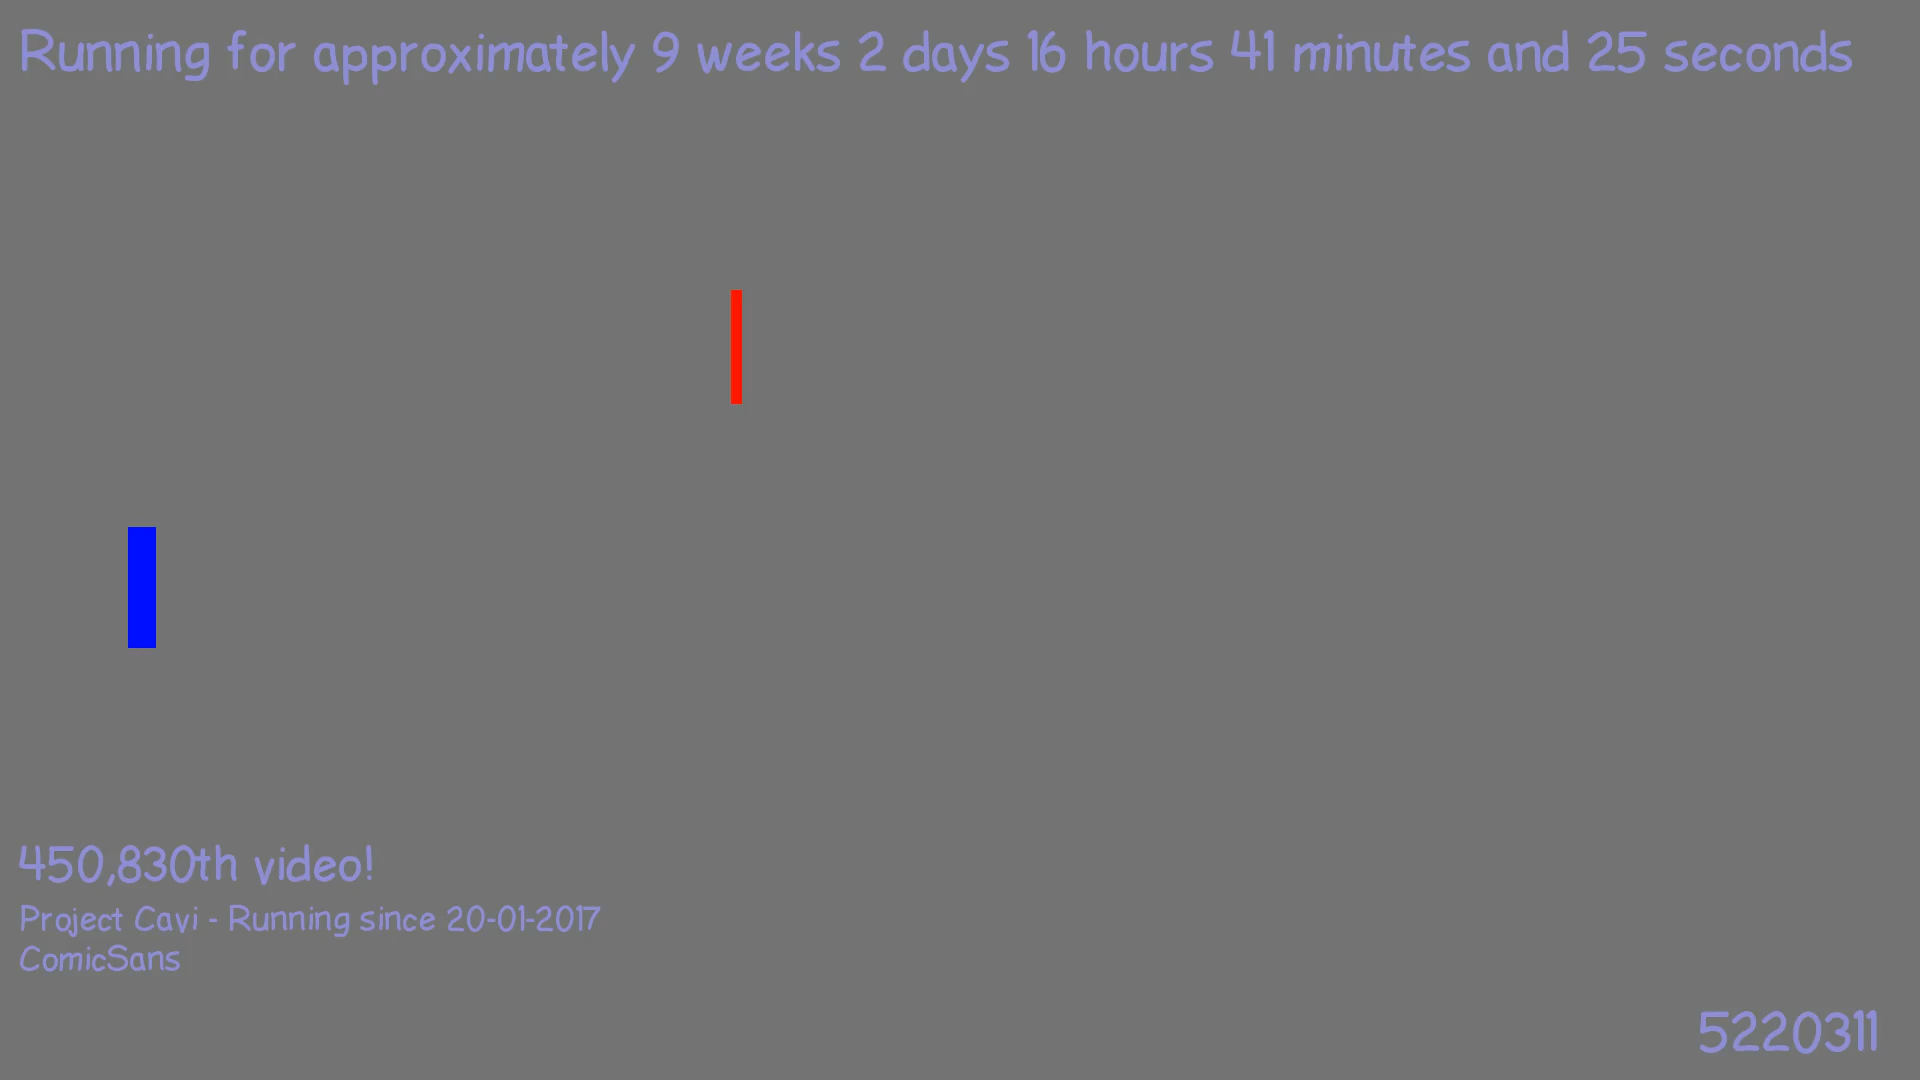 Running for approximately 9 weeks 2 days 16 hours 41 minutes and 25 seconds
450,830th video!
Project Cavi - Running since 20-01-2017
ComicSans
5220311